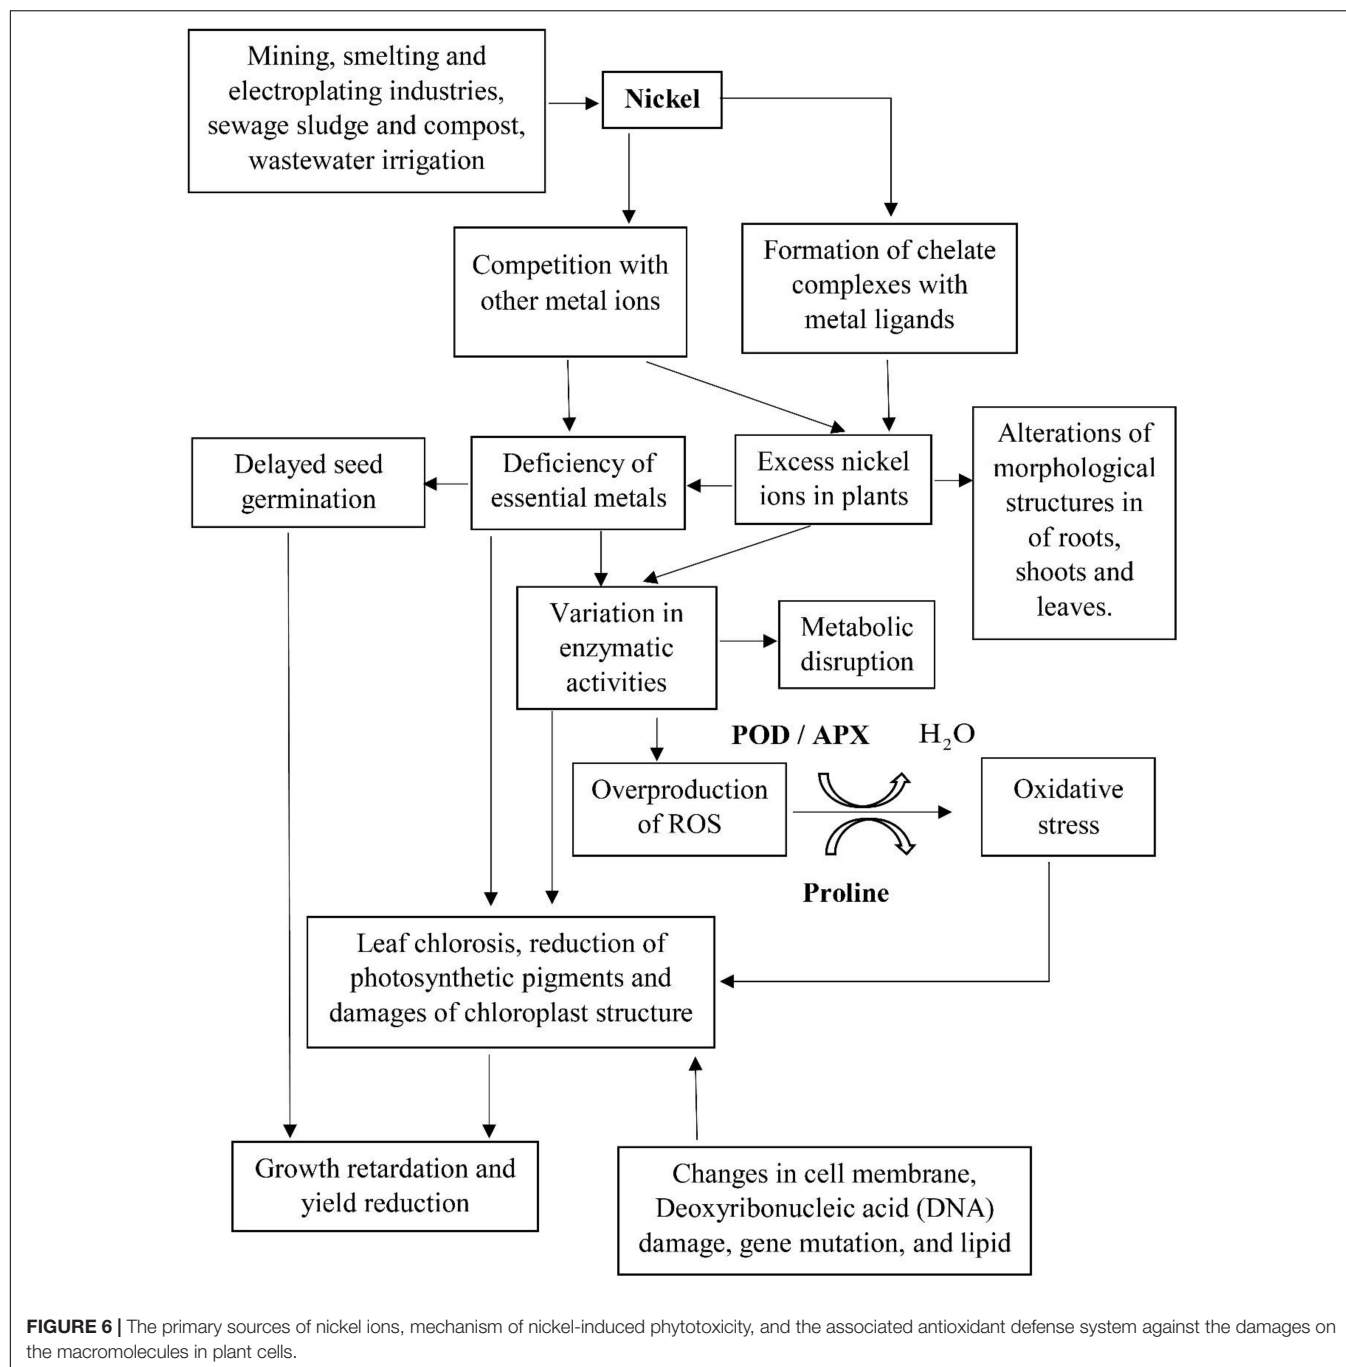 Mining, smelting and
electroplating industries,
sewage sludge and compost,
wastewater irrigation
Nickel
Competition with
other metal ions
Formation of chelate
complexes with
metal ligands
Delayed seed
germination
Deficiency of
essential metals
Excess nickel
ions in plants
Alterations of
morphological
structures in
of roots,
shoots and
leaves.
Variation in
enzymatic
activities
Metabolic
disruption
POD / APX
H₂O
Overproduction
of ROS
Oxidative
stress
Proline
Leaf chlorosis, reduction of
photosynthetic pigments and
damages of chloroplast structure
Growth retardation and
yield reduction
Changes in cell membrane,
Deoxyribonucleic acid (DNA)
damage, gene mutation, and lipid
FIGURE 6 | The primary sources of nickel ions, mechanism of nickel-induced phytotoxicity, and the associated antioxidant defense system against the damages on
the macromolecules in plant cells.